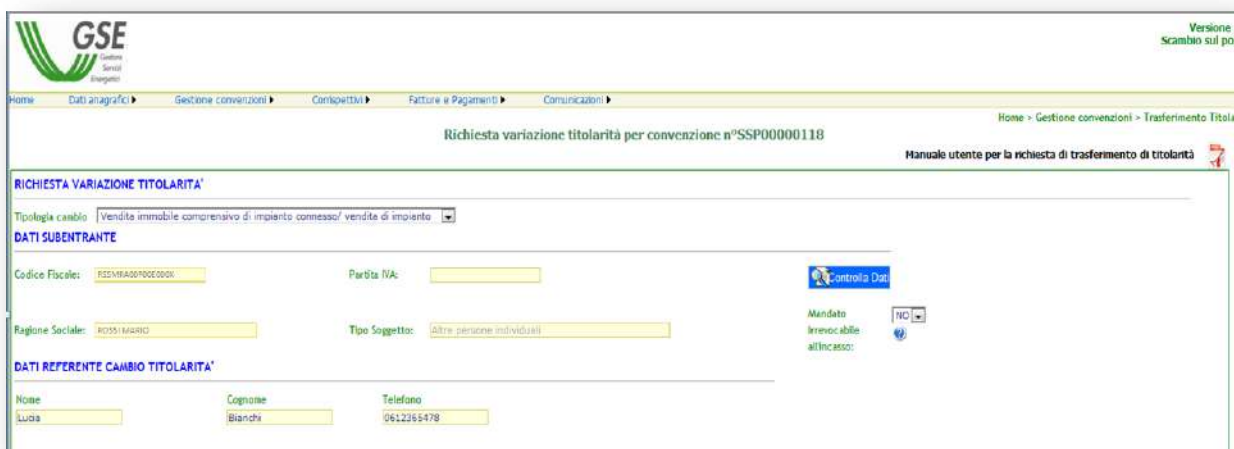 GSE
Gestore
Servizi
Energetici
Versione
Scambio sul po
Home Dati anagrafici Gestione convenzioni Corrispettivi Fatture e Pagamenti Comunicazioni
Home > Gestione convenzioni > Trasferimento Titola
Richiesta variazione titolarità per convenzione n°SSP00000118
Manuale utente per la richiesta di trasferimento di titolarità
RICHIESTA VARIAZIONE TITOLARITA'
Tipologia cambio Vendita immobile comprensivo di impianto connesso/ vendita di impianto
DATI SUBENTRANTE
Codice Fiscale: Partita IVA: Controlla Dati
Ragione Sociale: ROSSI MARIO Tipo Soggetto: Altre persone individuali
Mandato NO
irrevocabile
all'incasso:
DATI REFERENTE CAMBIO TITOLARITA'
Nome Cognome Telefono
Lucia Bianchi 0612365478